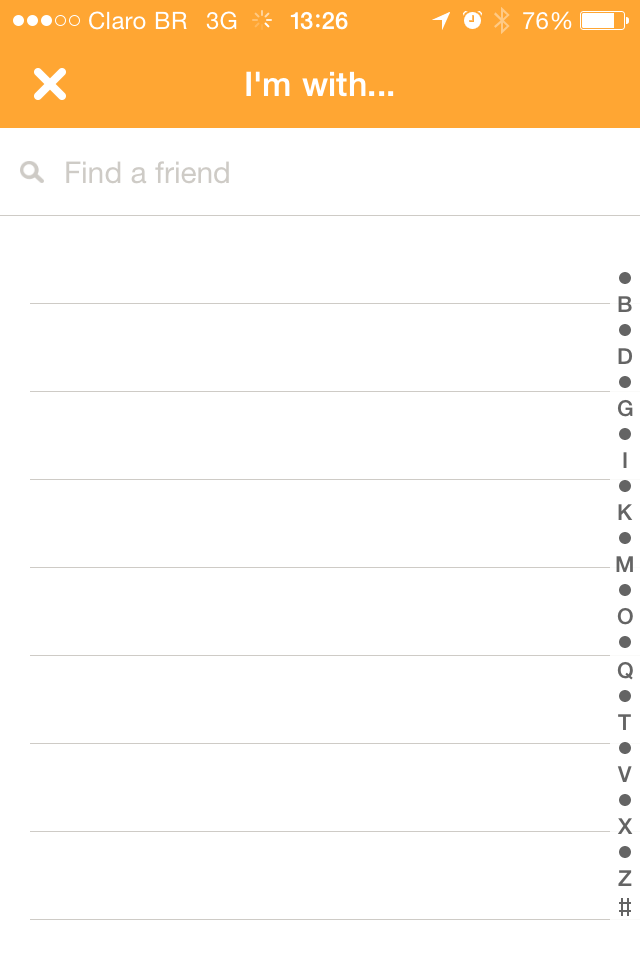 Claro BR 3G 13:26 76%
I'm with...
Find a friend
B
D
G
I
K
M
O
Q
T
V
X
Z
#